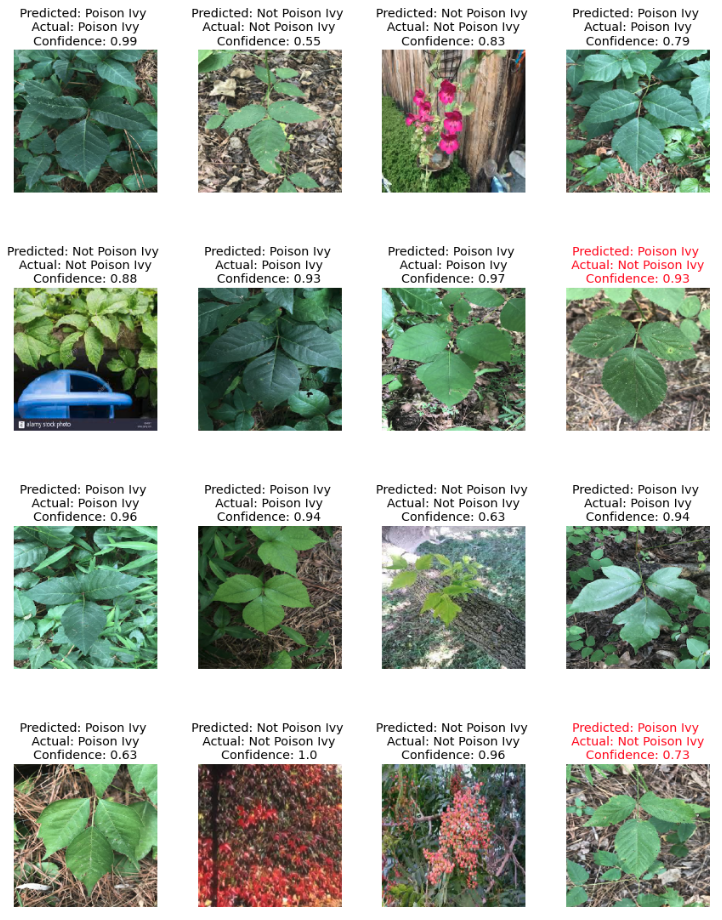 Predicted: Poison Ivy
Actual: Poison Ivy
Confidence: 0.99
Predicted: Not Poison Ivy
Actual: Not Poison Ivy
Confidence: 0.55
Predicted: Not Poison Ivy
Actual: Not Poison Ivy
Confidence: 0.83
Predicted: Poison Ivy
Actual: Poison Ivy
Confidence: 0.79
Predicted: Not Poison Ivy
Actual: Not Poison Ivy
Confidence: 0.88
alamy stock photo
Predicted: Poison Ivy
Actual: Poison Ivy
Confidence: 0.93
Predicted: Poison Ivy
Actual: Poison Ivy
Confidence: 0.97
Predicted: Poison Ivy
Actual: Not Poison Ivy
Confidence: 0.93
Predicted: Poison Ivy
Actual: Poison Ivy
Confidence: 0.96
Predicted: Poison Ivy
Actual: Poison Ivy
Confidence: 0.94
Predicted: Not Poison Ivy
Actual: Not Poison Ivy
Confidence: 0.63
Predicted: Poison Ivy
Actual: Poison Ivy
Confidence: 0.94
Predicted: Poison Ivy
Actual: Poison Ivy
Confidence: 0.63
Predicted: Not Poison Ivy
Actual: Not Poison Ivy
Confidence: 1.0
Predicted: Not Poison Ivy
Actual: Not Poison Ivy
Confidence: 0.96
Predicted: Poison Ivy
Actual: Not Poison Ivy
Confidence: 0.73